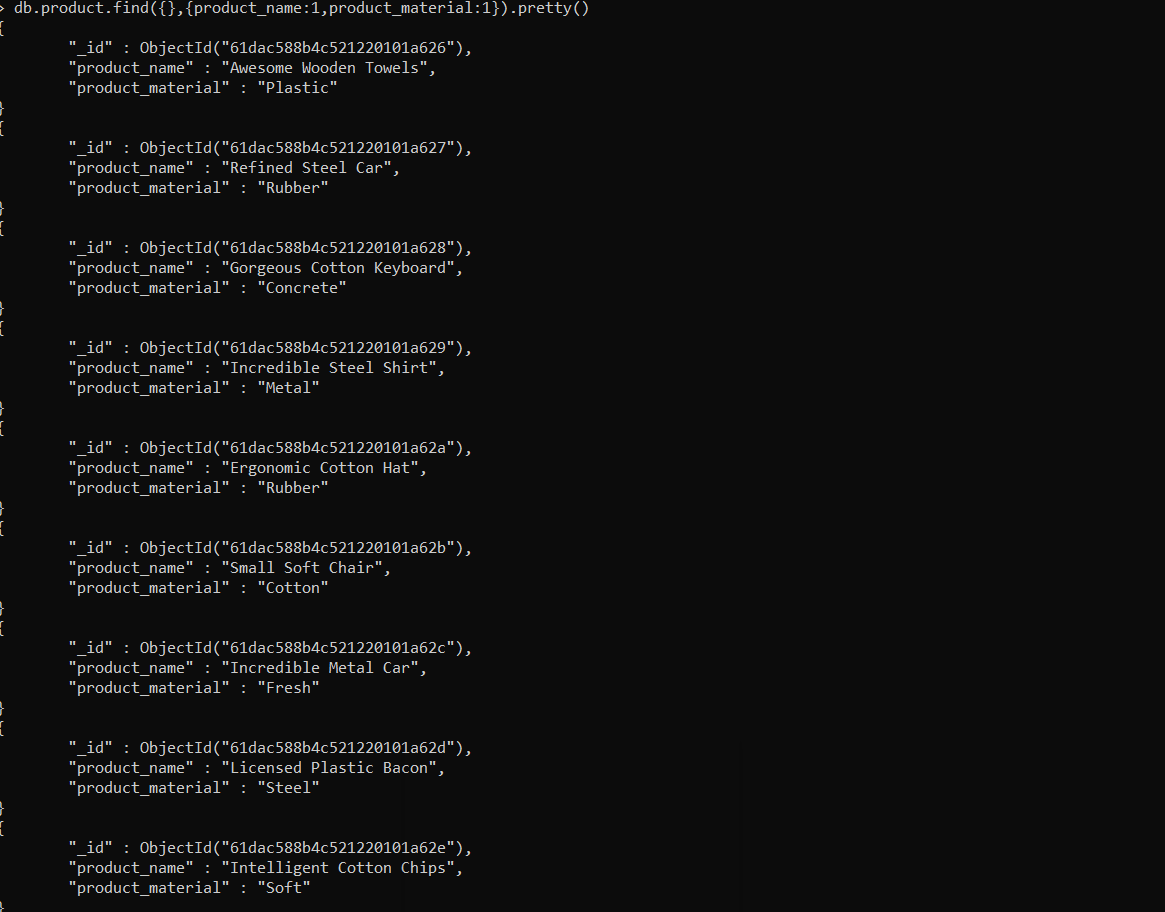 > db.product.find({},{product_name:1,product_material:1}).pretty()
{
"_id" : ObjectId("61dac588b4c521220101a626"),
"product_name" : "Awesome Wooden Towels",
"product_material" : "Plastic"
}
{
"_id" : ObjectId("61dac588b4c521220101a627"),
"product_name" : "Refined Steel Car",
"product_material" : "Rubber"
}
{
"_id" : ObjectId("61dac588b4c521220101a628"),
"product_name" : "Gorgeous Cotton Keyboard",
"product_material" : "Concrete"
}
{
"_id" : ObjectId("61dac588b4c521220101a629"),
"product_name" : "Incredible Steel Shirt",
"product_material" : "Metal"
}
{
"_id" : ObjectId("61dac588b4c521220101a62a"),
"product_name" : "Ergonomic Cotton Hat",
"product_material" : "Rubber"
}
{
"_id" : ObjectId("61dac588b4c521220101a62b"),
"product_name" : "Small Soft Chair",
"product_material" : "Cotton"
}
{
"_id" : ObjectId("61dac588b4c521220101a62c"),
"product_name" : "Incredible Metal Car",
"product_material" : "Fresh"
}
{
"_id" : ObjectId("61dac588b4c521220101a62d"),
"product_name" : "Licensed Plastic Bacon",
"product_material" : "Steel"
}
{
"_id" : ObjectId("61dac588b4c521220101a62e"),
"product_name" : "Intelligent Cotton Chips",
"product_material" : "Soft"
}